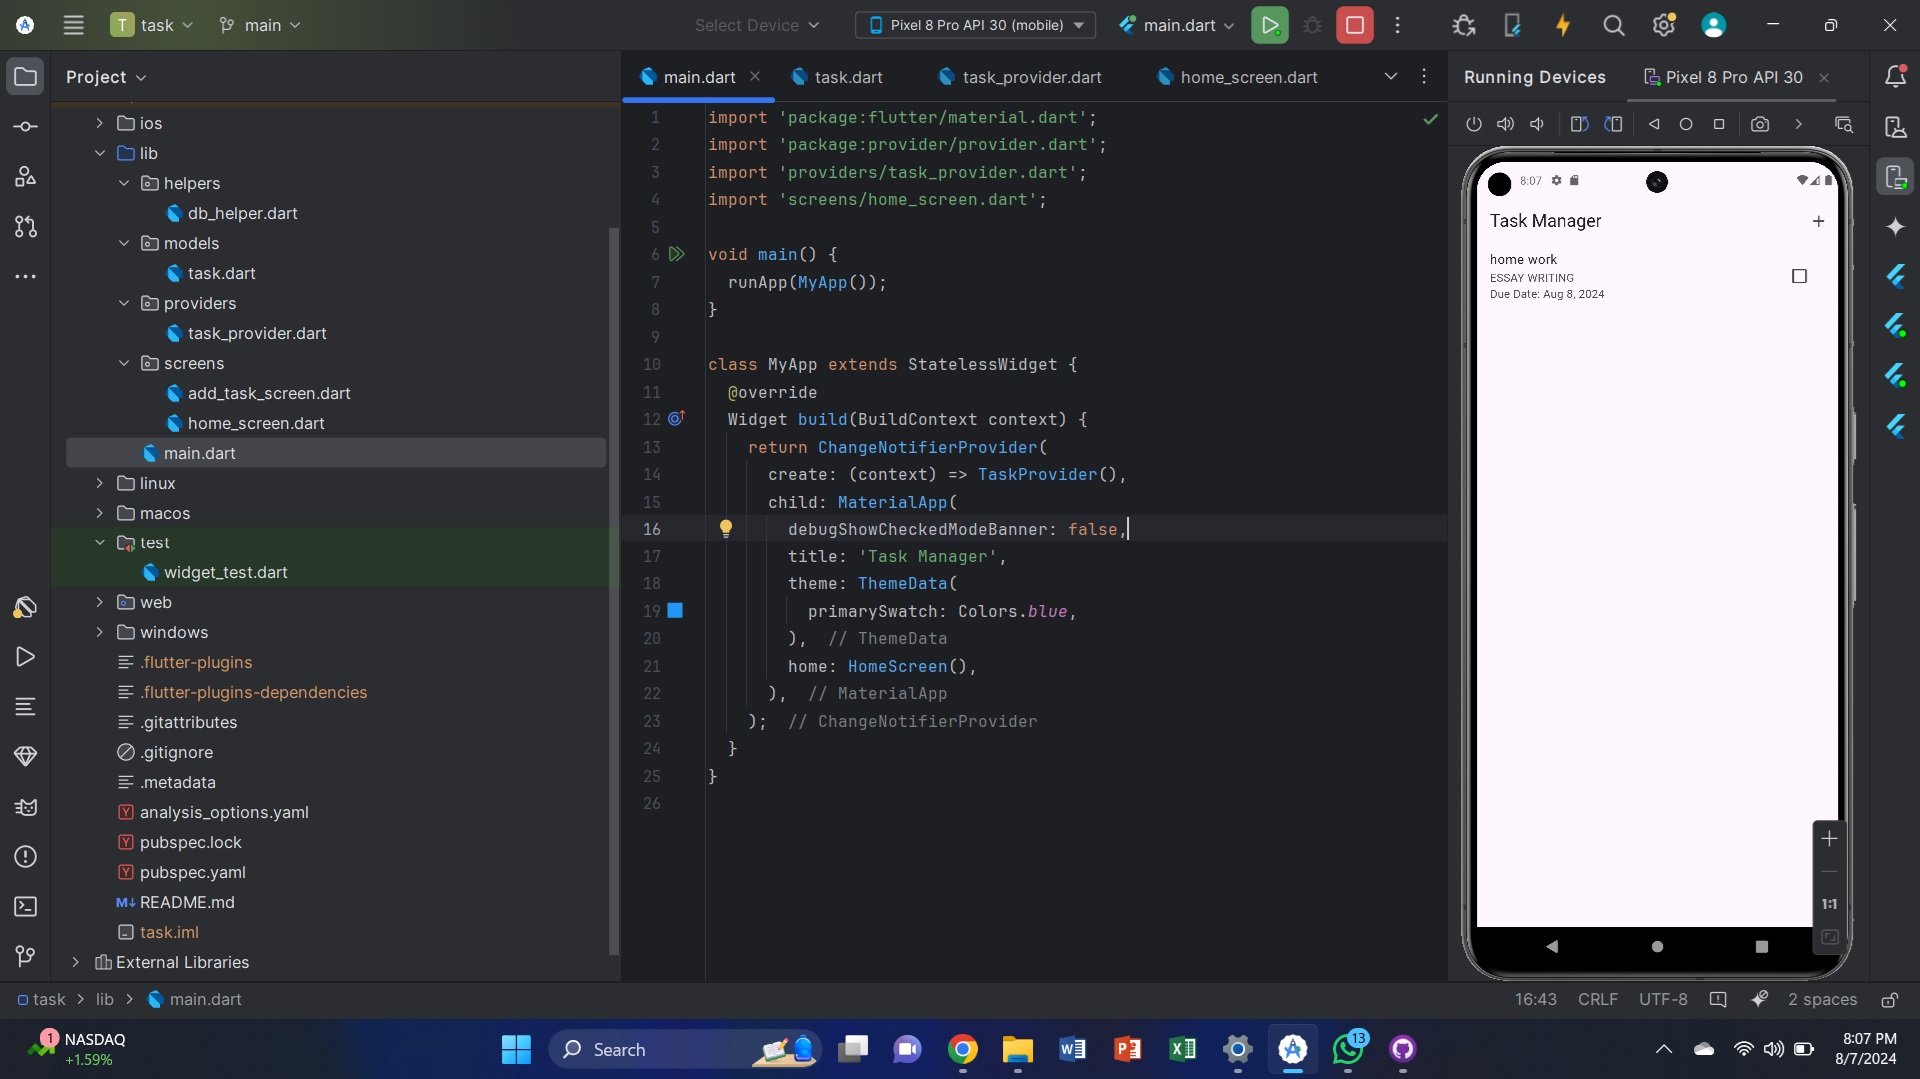 T task main Select Device Pixel 8 Pro API 30 (mobile) main.dart
Project
main.dart task.dart task_provider.dart home_screen.dart
Running Devices Pixel 8 Pro API 30
ios
lib
helpers
db_helper.dart
models
task.dart
providers
task_provider.dart
screens
add_task_screen.dart
home_screen.dart
main.dart
linux
macos
test
widget_test.dart
web
windows
.flutter-plugins
.flutter-plugins-dependencies
.gitattributes
.gitignore
.metadata
Y analysis_options.yaml
Y pubspec.lock
Y pubspec.yaml
M↓ README.md
task.iml
External Libraries
1 import 'package:flutter/material.dart';
2 import 'package:provider/provider.dart';
3 import 'providers/task_provider.dart';
4 import 'screens/home_screen.dart';
5
6 void main() {
7 runApp(MyApp());
8 }
9
10 class MyApp extends StatelessWidget {
11 @override
12 Widget build(BuildContext context) {
13 return ChangeNotifierProvider(
14 create: (context) => TaskProvider(),
15 child: MaterialApp(
16 debugShowCheckedModeBanner: false,
17 title: 'Task Manager',
18 theme: ThemeData(
19 primarySwatch: Colors.blue,
20 ), // ThemeData
21 home: HomeScreen(),
22 ), // MaterialApp
23 ); // ChangeNotifierProvider
24 }
25 }
26
8:07
Task Manager +
home work
ESSAY WRITING
Due Date: Aug 8, 2024
1:1
task > lib > main.dart
16:43 CRLF UTF-8 2 spaces
1 NASDAQ
+1.59%
Search
13
8:07 PM
8/7/2024